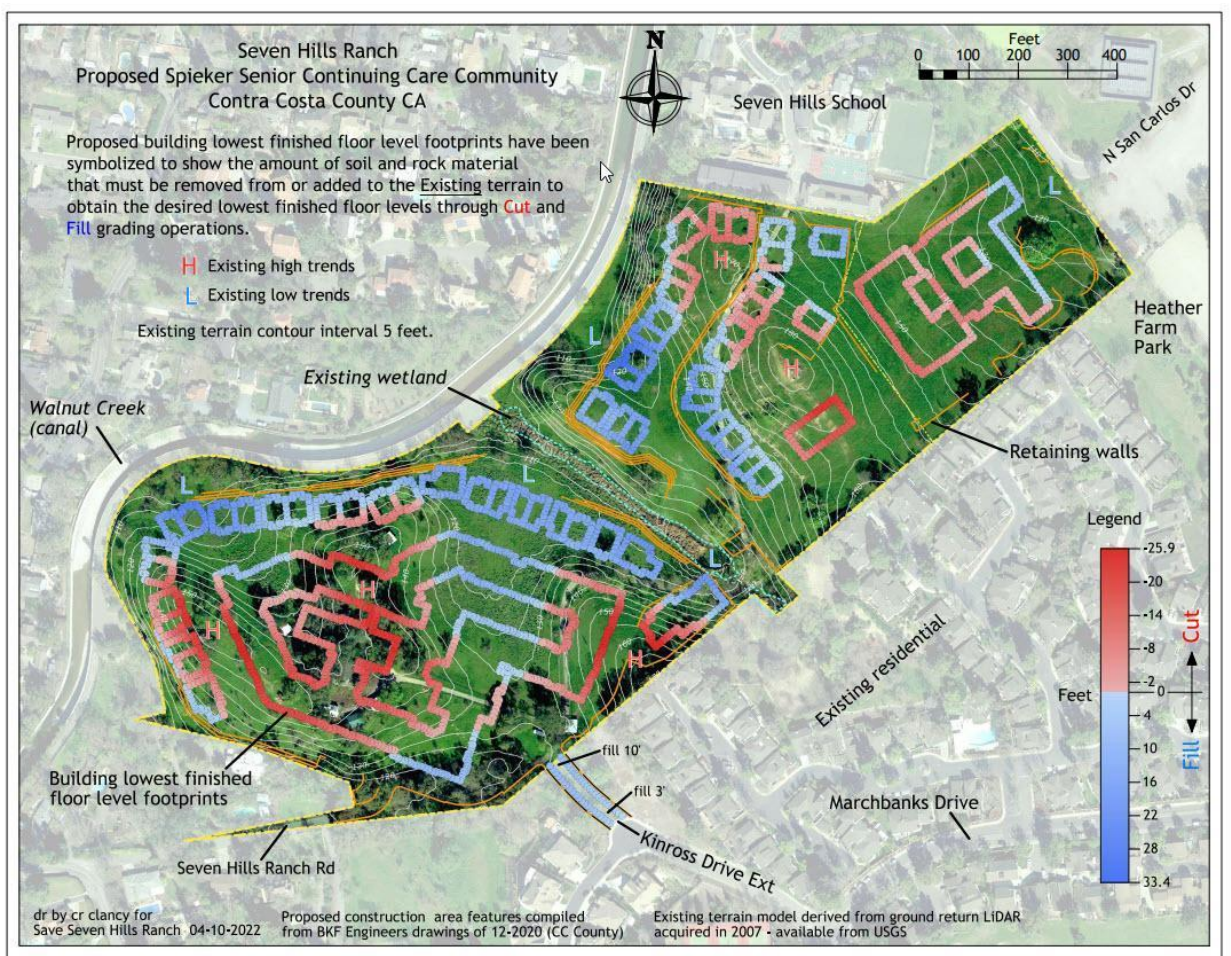 Seven Hills Ranch
Proposed Spieker Senior Continuing Care Community
Contra Costa County CA
N
Feet
0 100 200 300 400
Seven Hills School
N San Carlos Dr
Proposed building lowest finished floor level footprints have been
symbolized to show the amount of soil and rock material
that must be removed from or added to the Existing terrain to
obtain the desired lowest finished floor levels through Cut and
Fill grading operations.
H Existing high trends
L Existing low trends
Existing terrain contour interval 5 feet.
Existing wetland
Walnut Creek
(canal)
Heather
Farm
Park
Retaining walls
L
H
L
H
L
L
H
H
L
H
110
120
150
150
160
120
Legend
-25.9
-20
-14
-8
-2
0
4
10
16
22
28
33.4
Feet
Cut
Fill
Existing residential
Building lowest finished
floor level footprints
fill 10'
fill 3'
Marchbanks Drive
Kinross Drive Ext
Seven Hills Ranch Rd
dr by cr clancy for
Save Seven Hills Ranch 04-10-2022
Proposed construction area features compiled
from BKF Engineers drawings of 12-2020 (CC County)
Existing terrain model derived from ground return LiDAR
acquired in 2007 - available from USGS